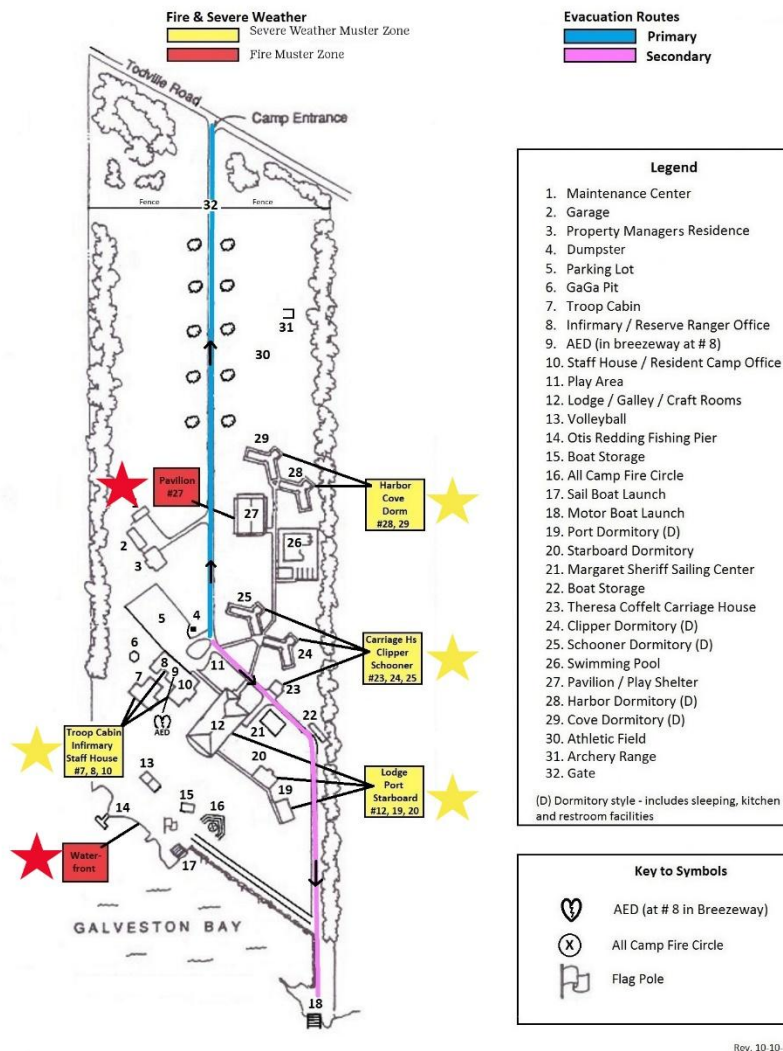 Fire & Severe Weather
Severe Weather Muster Zone
Fire Muster Zone
Evacuation Routes
Primary
Secondary
Todville Road
Camp Entrance
Fence
32
Fence
31
30
29
28
Pavilion
#27
27
Harbor
Cove
Dorm
#28, 29
2
3
26
25
5
4
24
Carriage Hs
Clipper
Schooner
#23, 24, 25
6
11
8
9
7
10
23
AED
12
21
22
Troop Cabin
Infirmary
Staff House
#7, 8, 10
13
20
19
Lodge
Port
Starboard
#12, 19, 20
14
15
16
Water-
front
17
GALVESTON BAY
18
Legend
1. Maintenance Center
2. Garage
3. Property Managers Residence
4. Dumpster
5. Parking Lot
6. GaGa Pit
7. Troop Cabin
8. Infirmary / Reserve Ranger Office
9. AED (in breezeway at # 8)
10. Staff House / Resident Camp Office
11. Play Area
12. Lodge / Galley / Craft Rooms
13. Volleyball
14. Otis Redding Fishing Pier
15. Boat Storage
16. All Camp Fire Circle
17. Sail Boat Launch
18. Motor Boat Launch
19. Port Dormitory (D)
20. Starboard Dormitory
21. Margaret Sheriff Sailing Center
22. Boat Storage
23. Theresa Coffelt Carriage House
24. Clipper Dormitory (D)
25. Schooner Dormitory (D)
26. Swimming Pool
27. Pavilion / Play Shelter
28. Harbor Dormitory (D)
29. Cove Dormitory (D)
30. Athletic Field
31. Archery Range
32. Gate
(D) Dormitory style - includes sleeping, kitchen
and restroom facilities
Key to Symbols
AED (at # 8 in Breezeway)
X
All Camp Fire Circle
Flag Pole
Rev. 10-10-